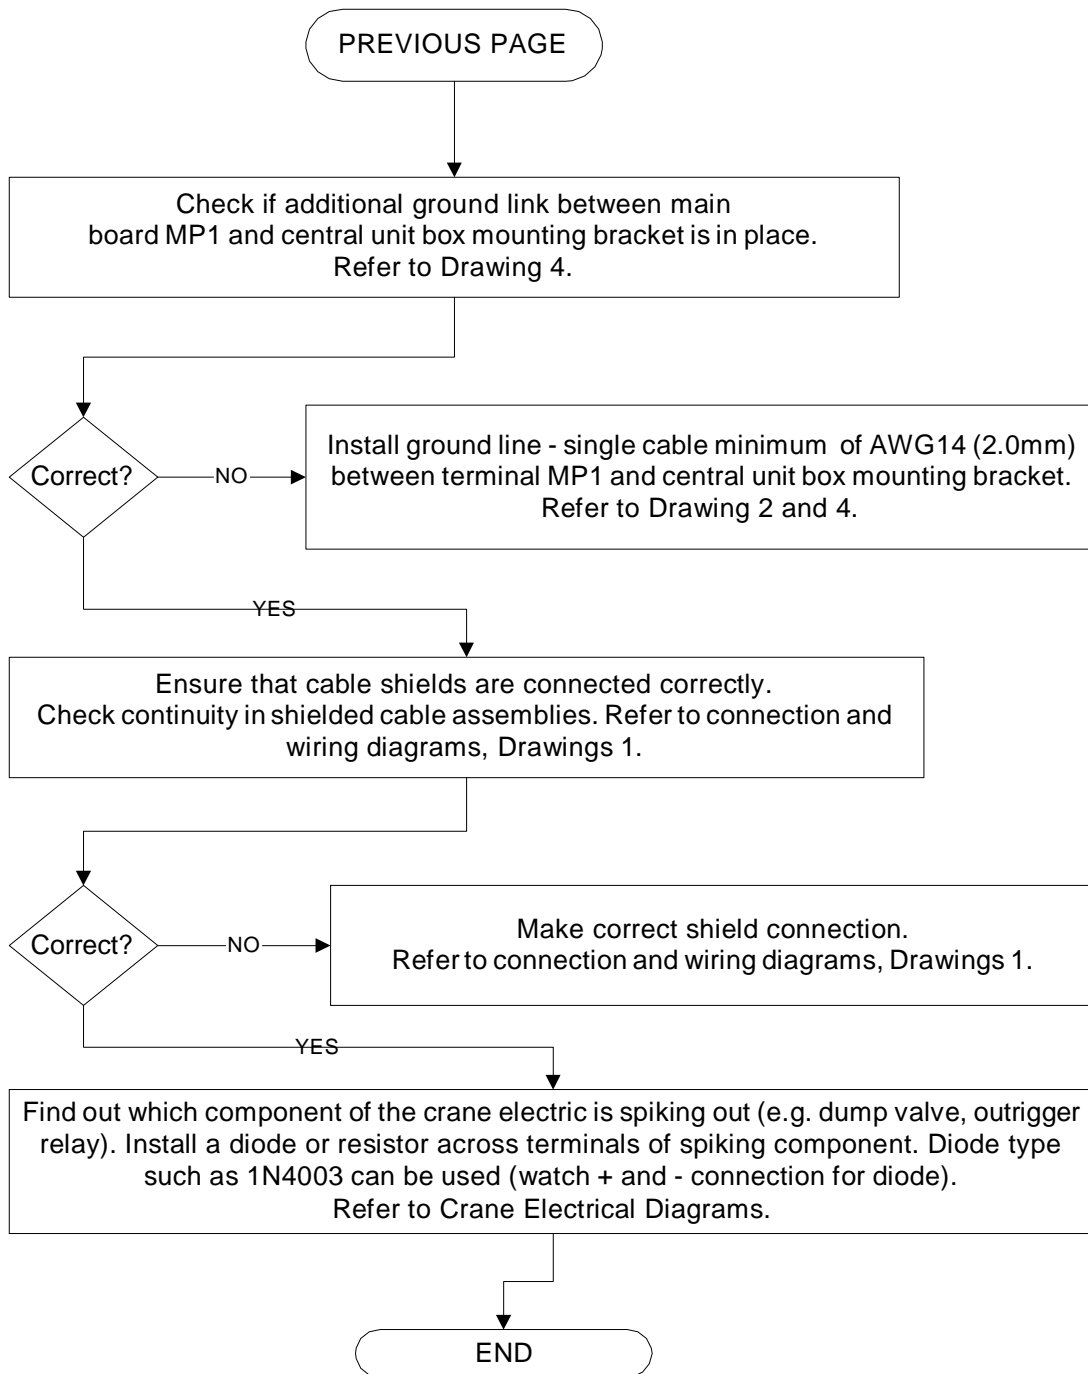 PREVIOUS PAGE
Check if additional ground link between main
board MP1 and central unit box mounting bracket is in place.
Refer to Drawing 4.
Correct?
NO
Install ground line - single cable minimum of AWG14 (2.0mm)
between terminal MP1 and central unit box mounting bracket.
Refer to Drawing 2 and 4.
YES
Ensure that cable shields are connected correctly.
Check continuity in shielded cable assemblies. Refer to connection and
wiring diagrams, Drawings 1.
Correct?
NO
Make correct shield connection.
Refer to connection and wiring diagrams, Drawings 1.
YES
Find out which component of the crane electric is spiking out (e.g. dump valve, outrigger
relay). Install a diode or resistor across terminals of spiking component. Diode type
such as 1N4003 can be used (watch + and - connection for diode).
Refer to Crane Electrical Diagrams.
END